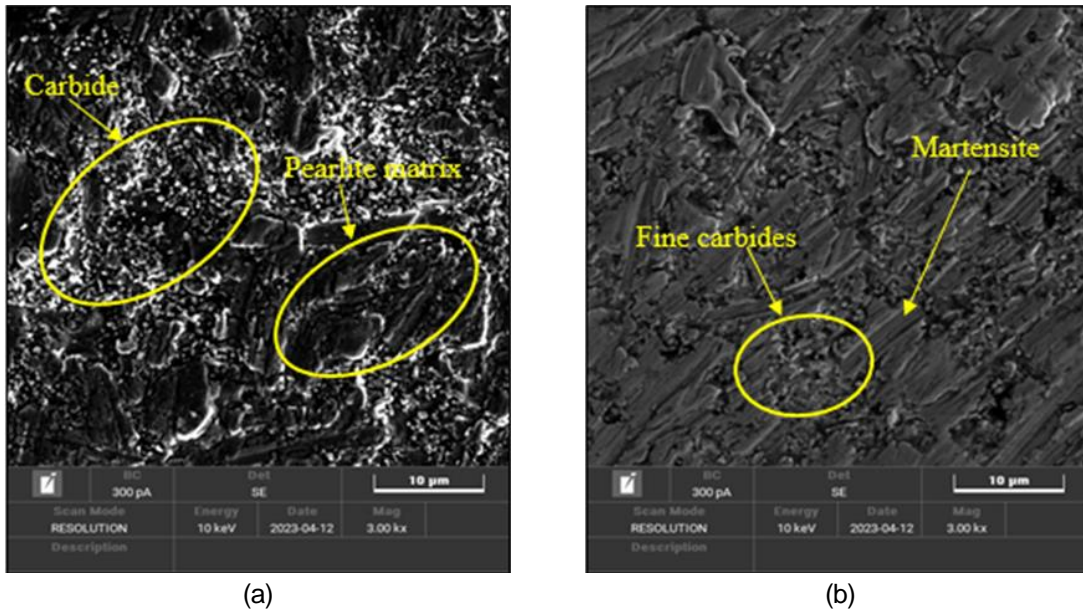 Carbide
Pearlite matrix
BC
300 pA
Det
SE
10 μm
Scan Mode
RESOLUTION
Energy
10 keV
Date
2023-04-12
Mag
3.00 kx
Description
(a)
Martensite
Fine carbides
BC
300 pA
Det
SE
10 μm
Scan Mode
RESOLUTION
Energy
10 keV
Date
2023-04-12
Mag
3.00 kx
Description
(b)